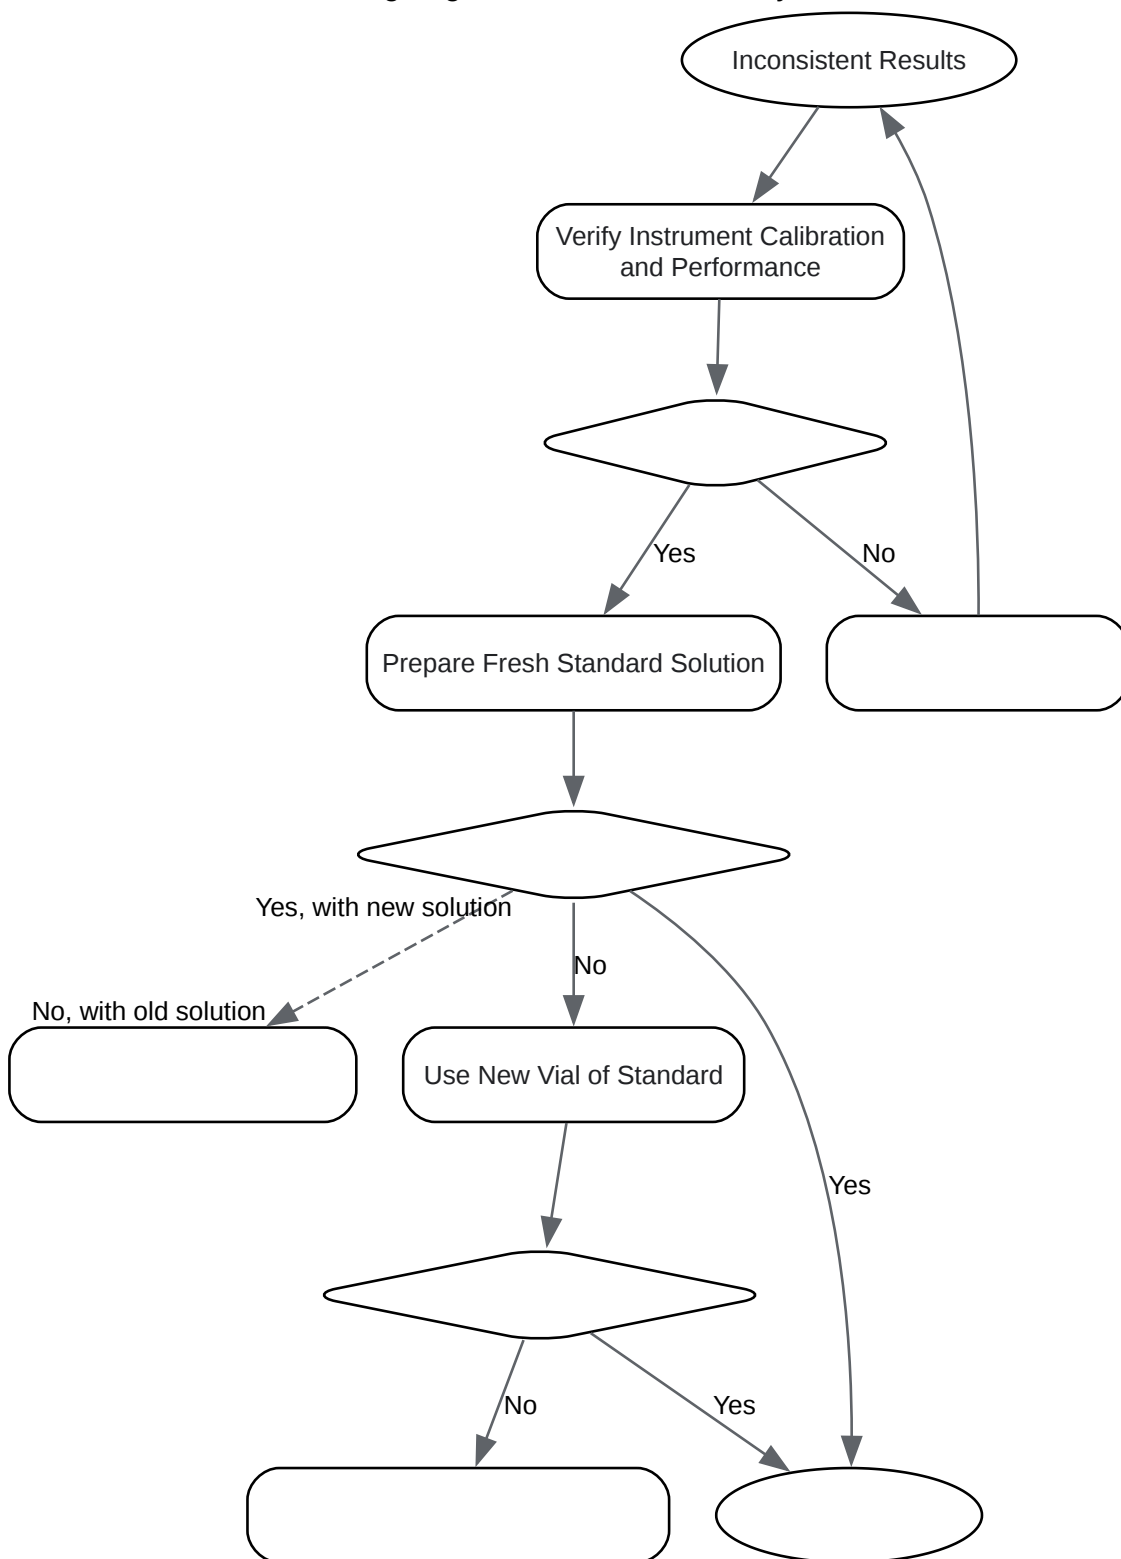 Inconsistent Results
Verify Instrument Calibration
and Performance
Yes
No
Prepare Fresh Standard Solution
Yes, with new solution
No
No, with old solution
Use New Vial of Standard
Yes
No
Yes